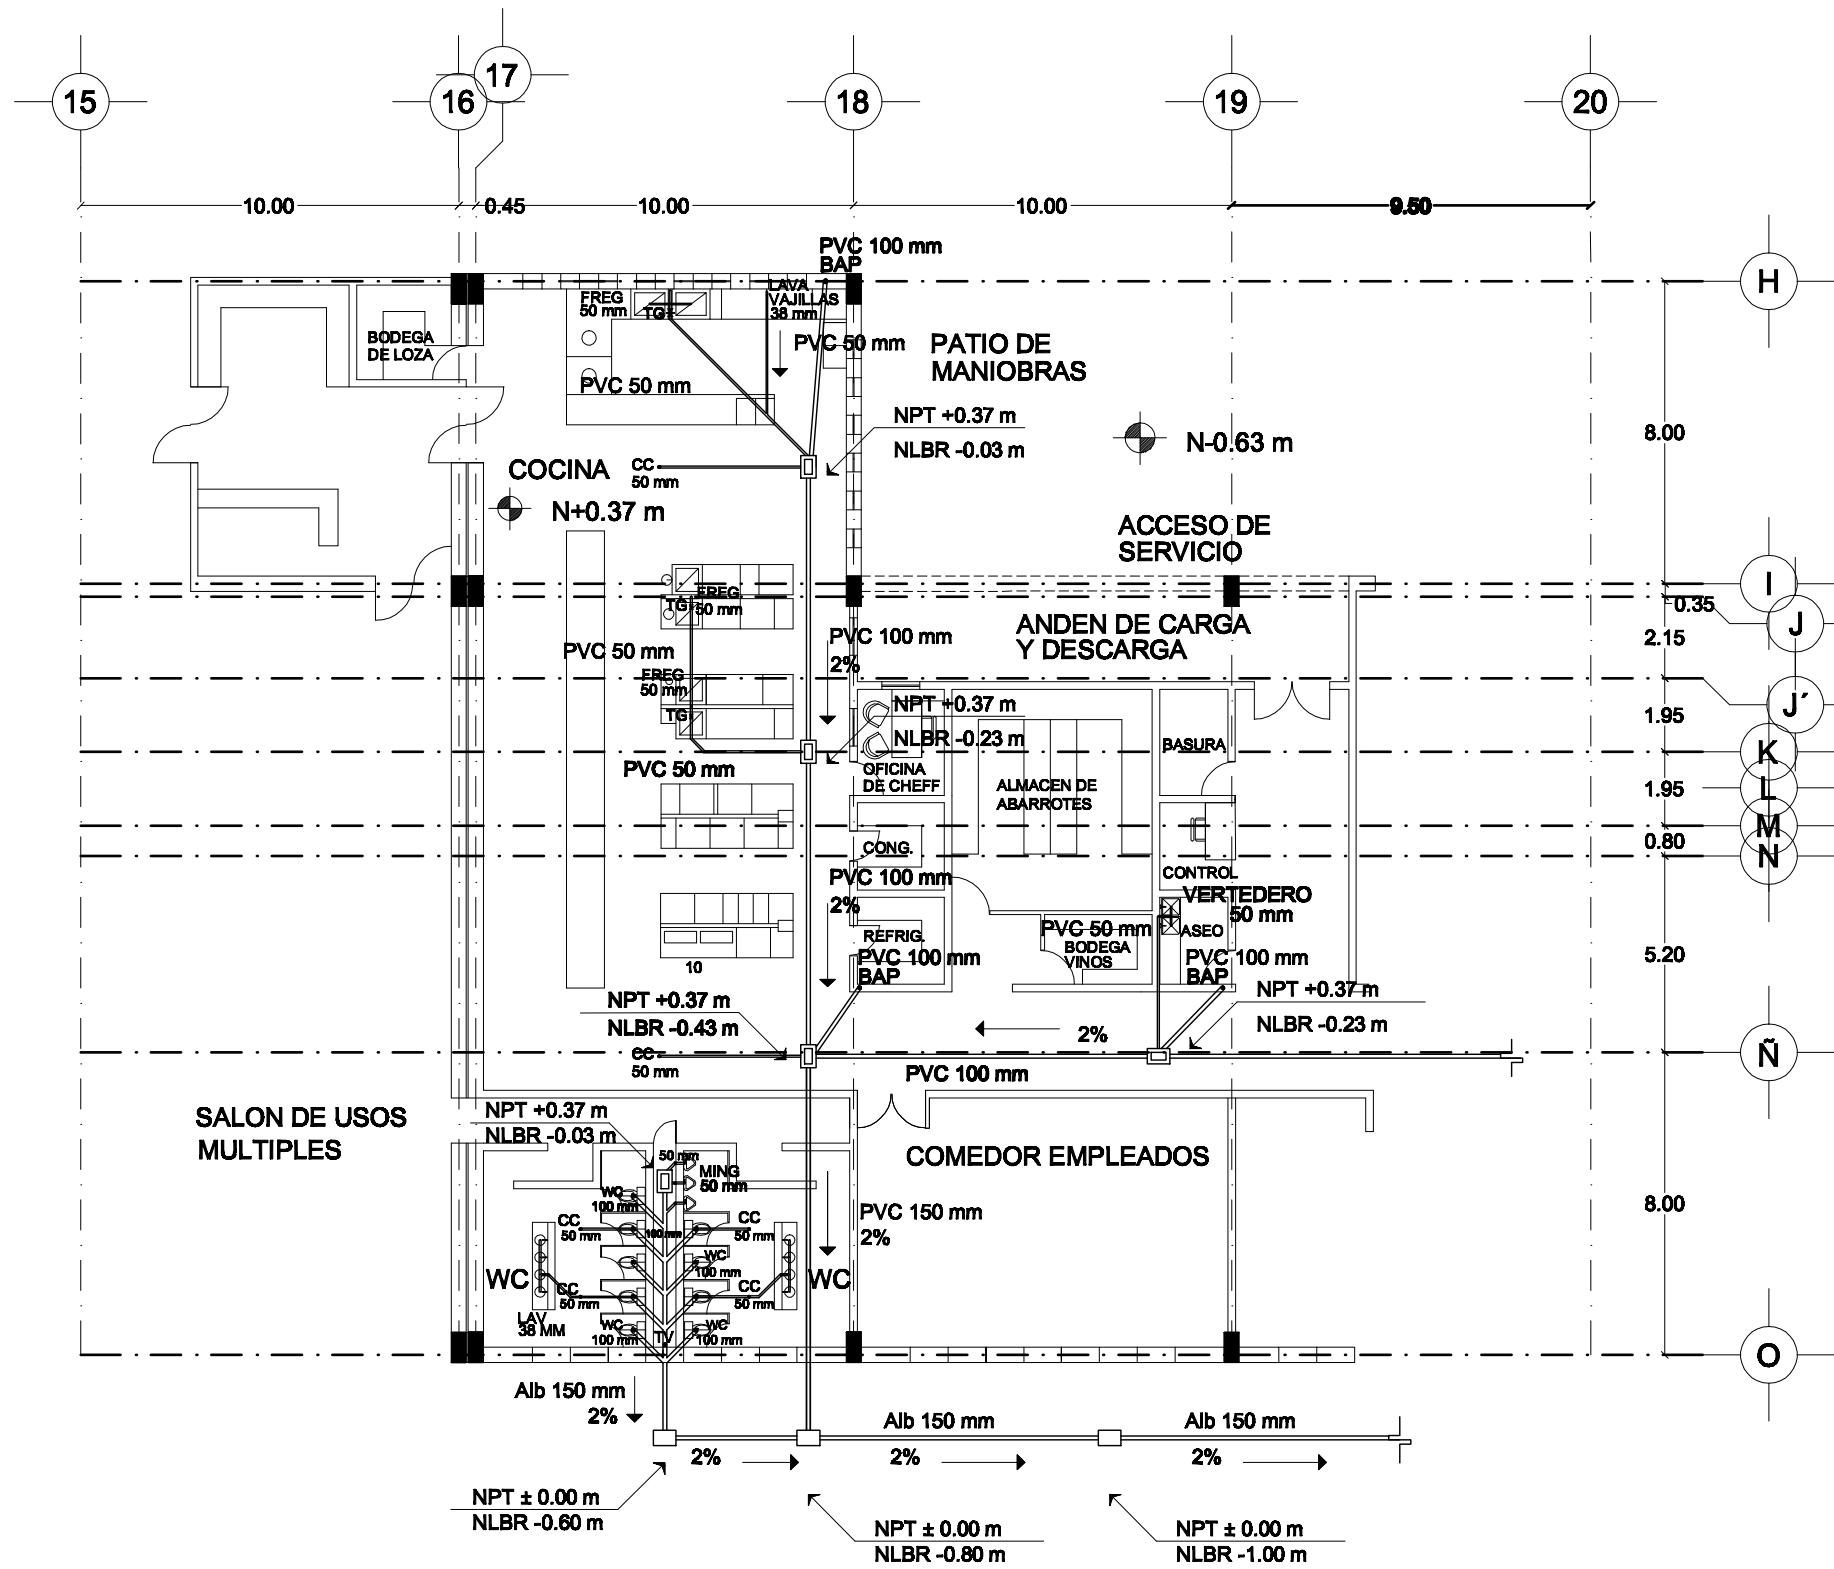 17
15
16
18
19
20
10.00
0.45
10.00
10.00
9.50
PVC 100 mm
BAP
H
FREG
50 mm
TG
LAVA
VAJILLAS
38 mm
BODEGA
DE LOZA
PVC 50 mm
PATIO DE
MANIOBRAS
PVC 50 mm
NPT +0.37 m
NLBR -0.03 m
N-0.63 m
8.00
COCINA
CC
50 mm
N+0.37 m
ACCESO DE
SERVICIO
I
FREG
50 mm
TG
0.35
J
ANDEN DE CARGA
Y DESCARGA
PVC 100 mm
2%
2.15
PVC 50 mm
FREG
50 mm
TG
NPT +0.37 m
NLBR -0.23 m
J´
1.95
BASURA
K
PVC 50 mm
OFICINA
DE CHEFF
ALMACEN DE
ABARROTES
1.95
L
M
0.80
N
CONG.
CONTROL
PVC 100 mm
2%
VERTEDERO
50 mm
PVC 50 mm
ASEO
REFRIG.
BODEGA
VINOS
5.20
PVC 100 mm
BAP
PVC 100 mm
BAP
10
NPT +0.37 m
NLBR -0.43 m
NPT +0.37 m
NLBR -0.23 m
2%
CC
50 mm
Ñ
PVC 100 mm
SALON DE USOS
MULTIPLES
NPT +0.37 m
NLBR -0.03 m
COMEDOR EMPLEADOS
50 mm
MING
50 mm
WC
100 mm
8.00
PVC 150 mm
2%
CC
50 mm
100 mm
CC
50 mm
WC
100 mm
WC
WC
CC
50 mm
CC
50 mm
LAV
38 MM
WC
100 mm
TV
WC
100 mm
O
Alb 150 mm
2%
Alb 150 mm
Alb 150 mm
2%
2%
2%
NPT ± 0.00 m
NLBR -0.60 m
NPT ± 0.00 m
NLBR -0.80 m
NPT ± 0.00 m
NLBR -1.00 m